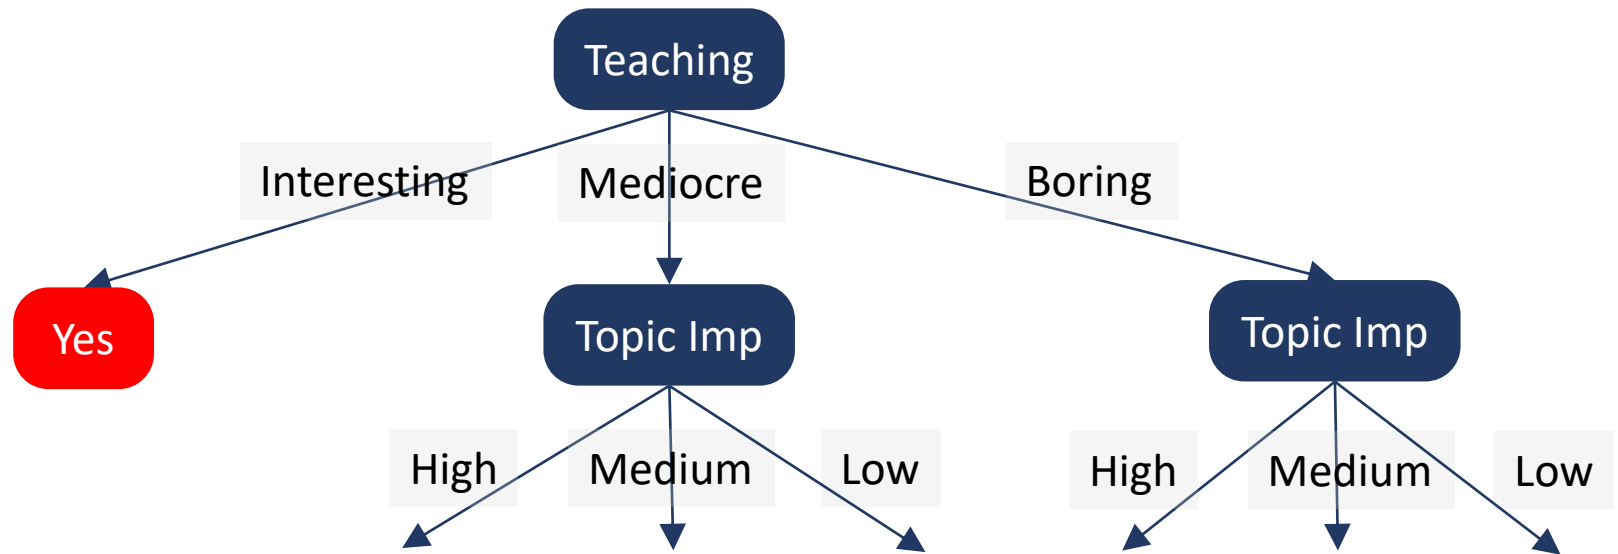 Teaching
Interesting
Mediocre
Boring
Yes
Topic Imp
Topic Imp
High
Medium
Low
High
Medium
Low